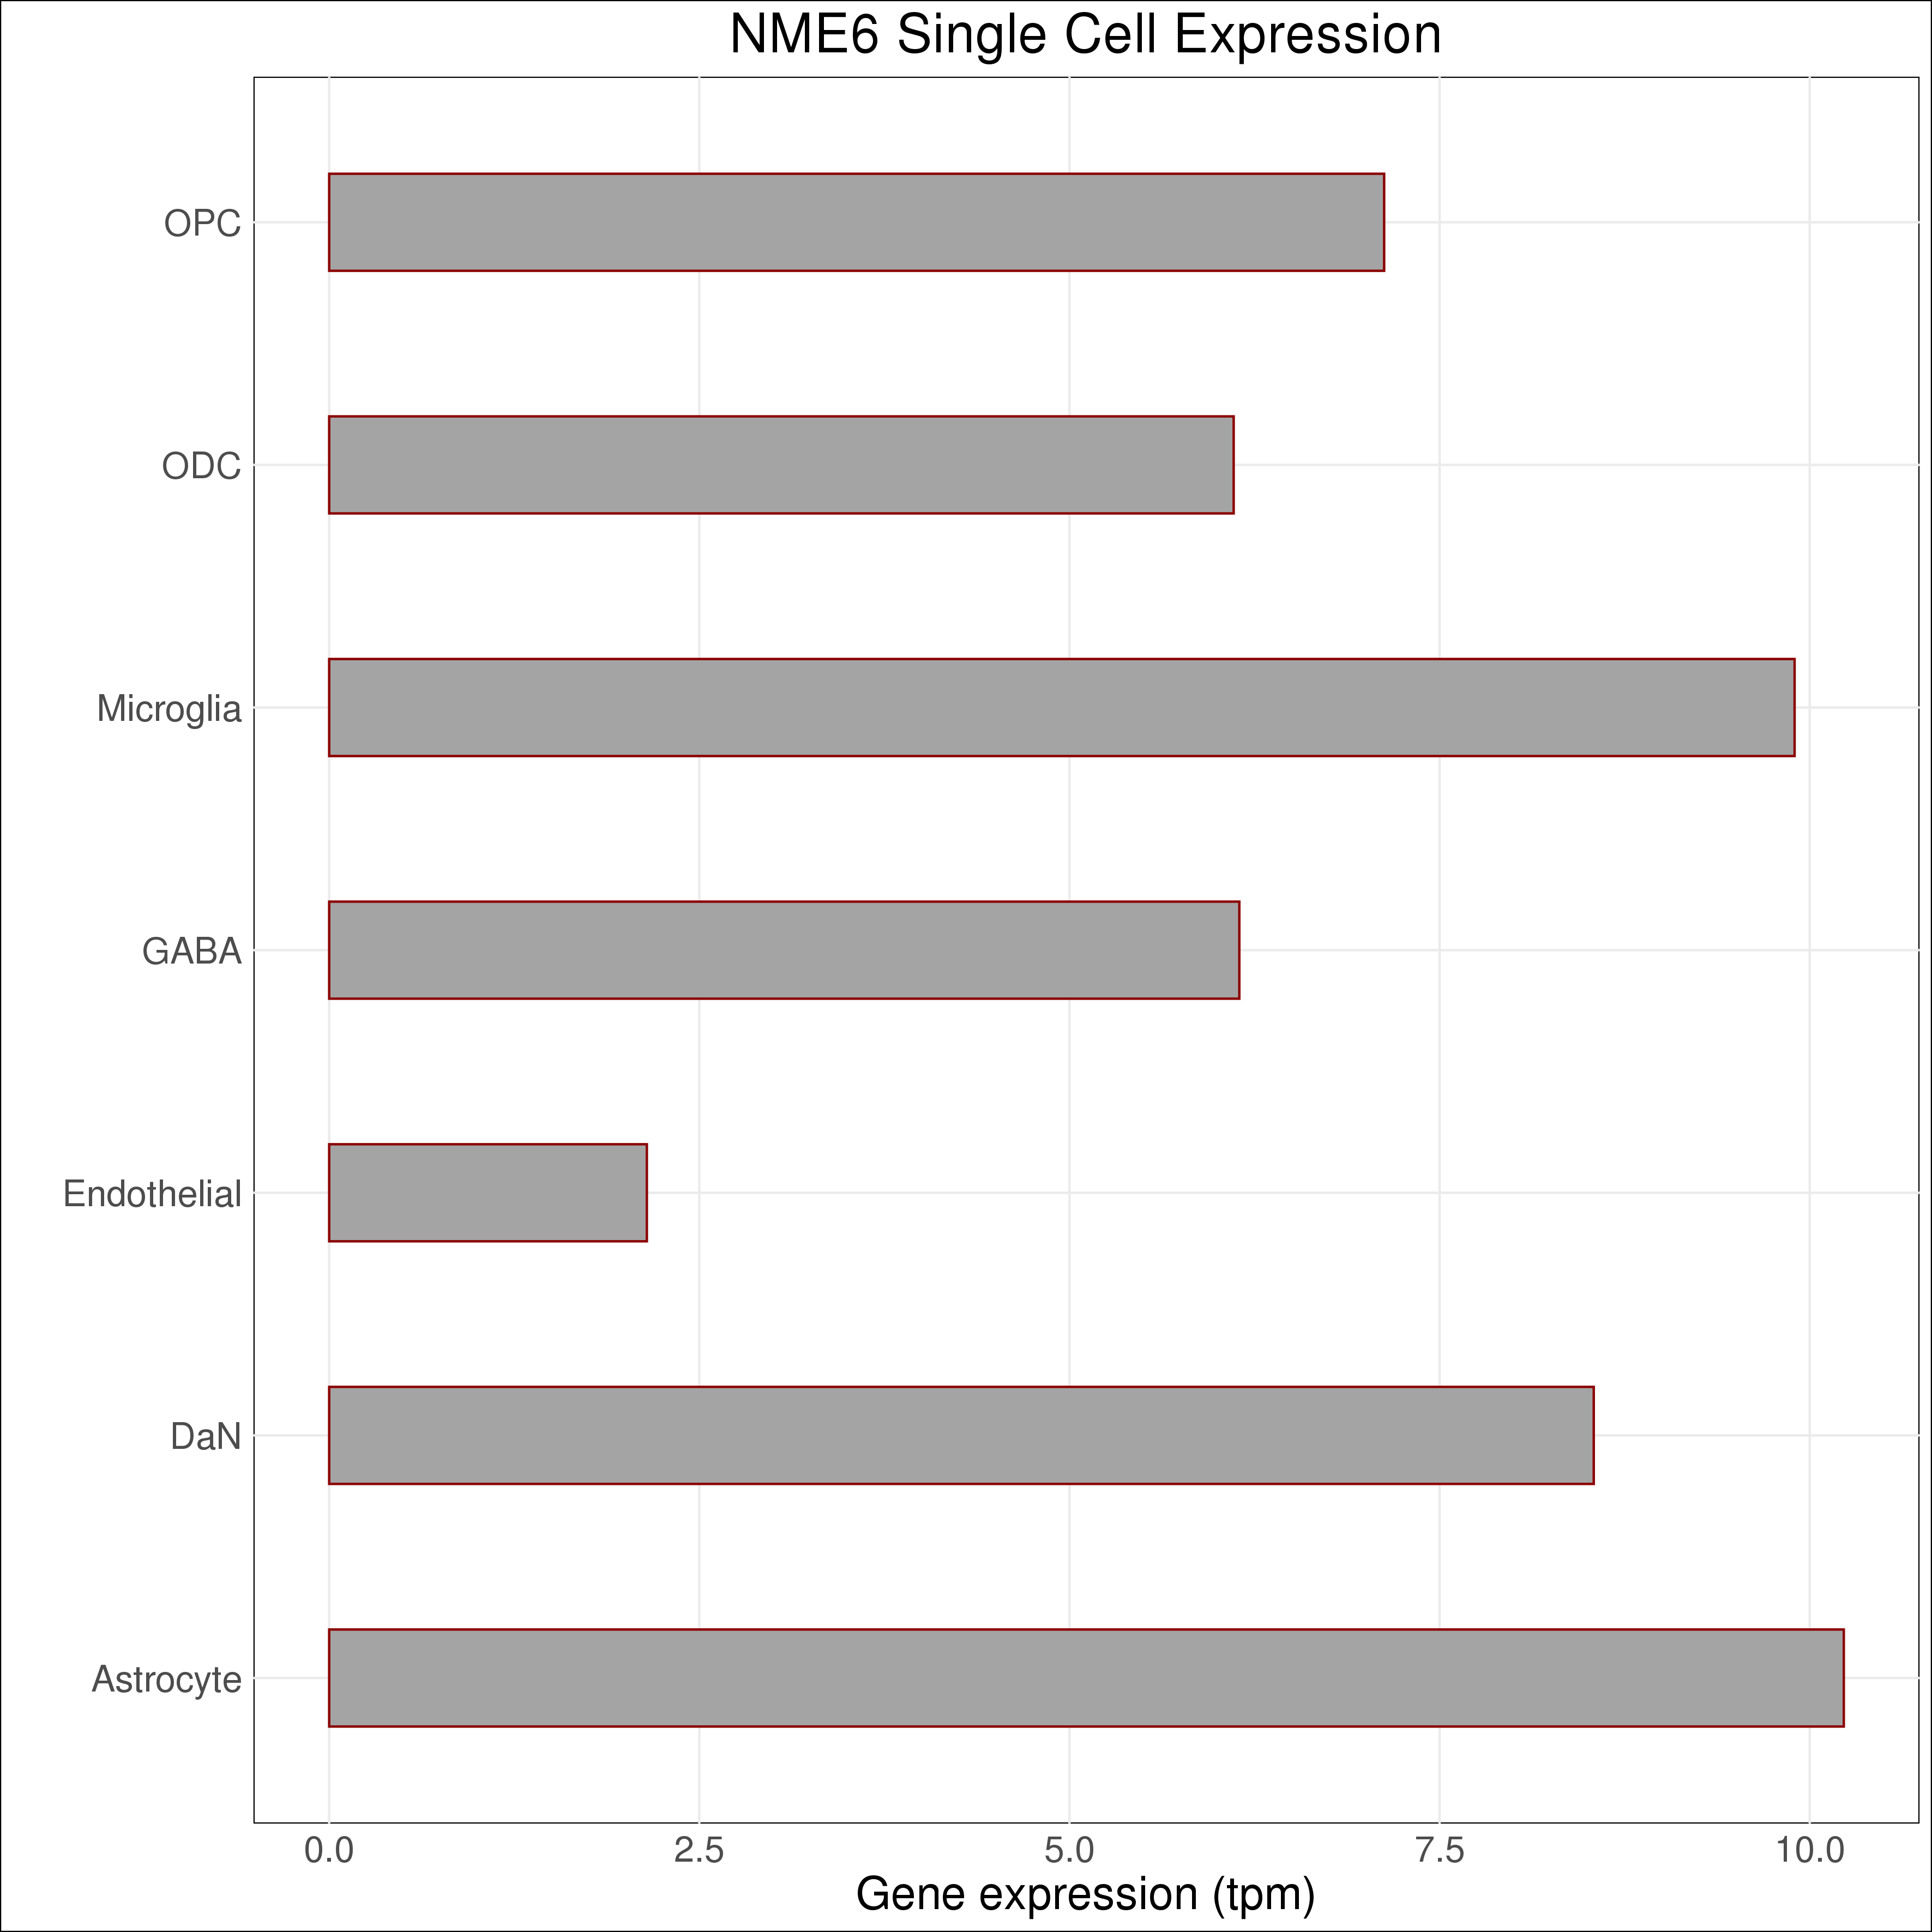 NME6 Single Cell Expression
OPC
ODC
Microglia
GABA
Endothelial
DaN
Astrocyte
0.0 2.5 5.0 7.5 10.0
Gene expression (tpm)